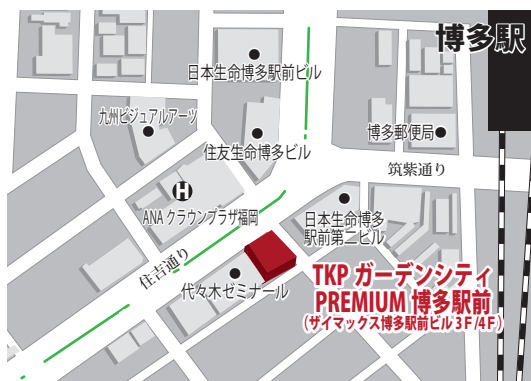 博多駅
日本生命博多駅前ビル
九州ビジュアルアーツ
住友生命博多ビル
博多郵便局
筑紫通り
H
ANAクラウンプラザ福岡
日本生命博多
駅前第二ビル
住吉通り
代々木ゼミナール
TKP ガーデンシティ
PREMIUM 博多駅前
(ザイマックス博多駅前ビル3F/4F)